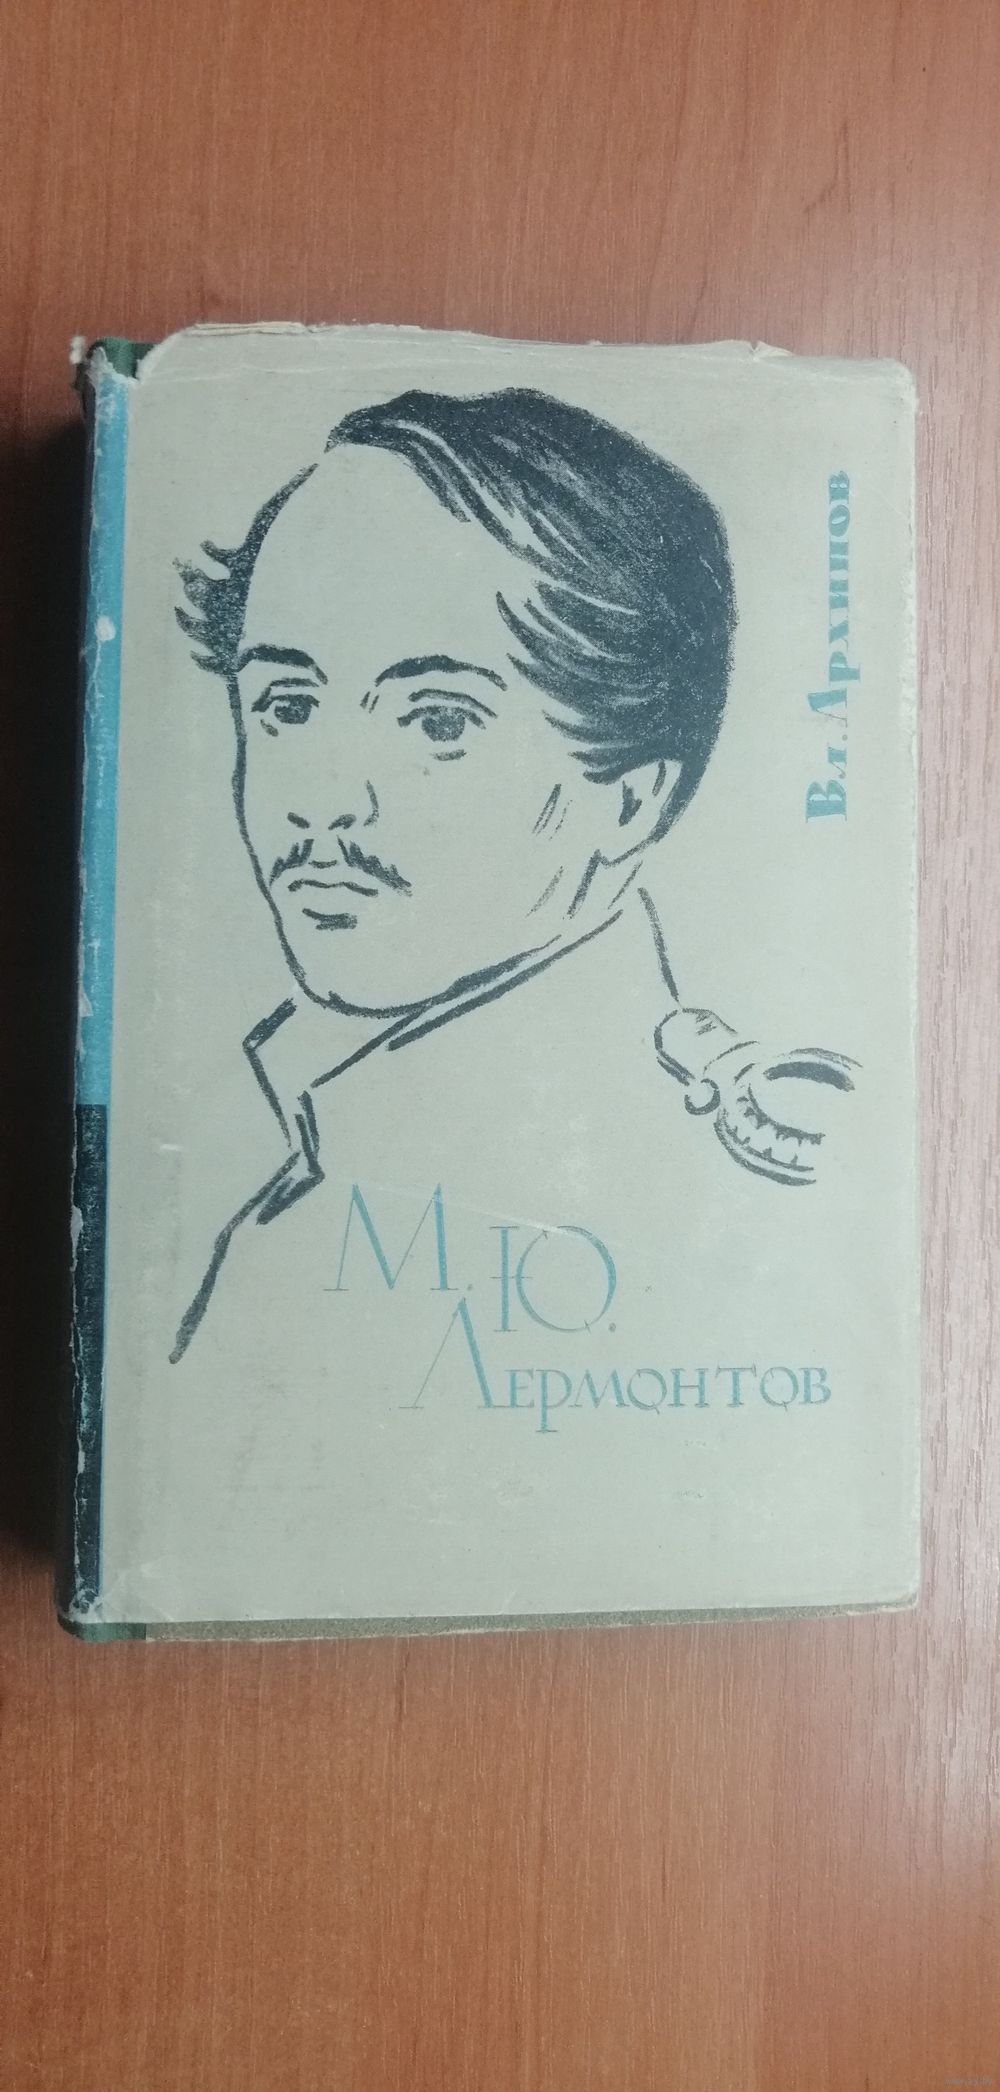 Вл. Архипов
М. Ю.
Лермонтов